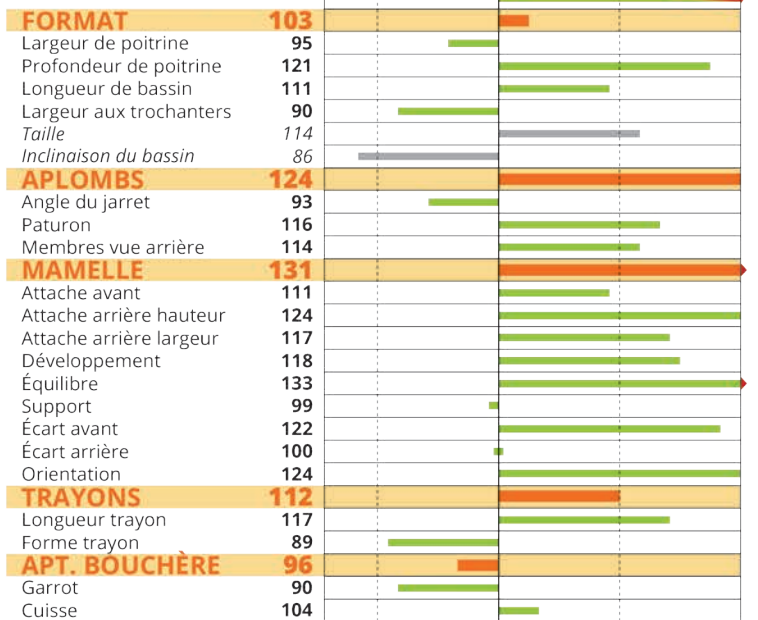 FORMAT 103
Largeur de poitrine 95
Profondeur de poitrine 121
Longueur de bassin 111
Largeur aux trochanters 90
Taille 114
Inclinaison du bassin 86
APLOMBS 124
Angle du jarret 93
Paturon 116
Membres vue arrière 114
MAMELLE 131
Attache avant 111
Attache arrière hauteur 124
Attache arrière largeur 117
Développement 118
Équilibre 133
Support 99
Écart avant 122
Écart arrière 100
Orientation 124
TRAYONS 112
Longueur trayon 117
Forme trayon 89
APT. BOUCHÈRE 96
Garrot 90
Cuisse 104